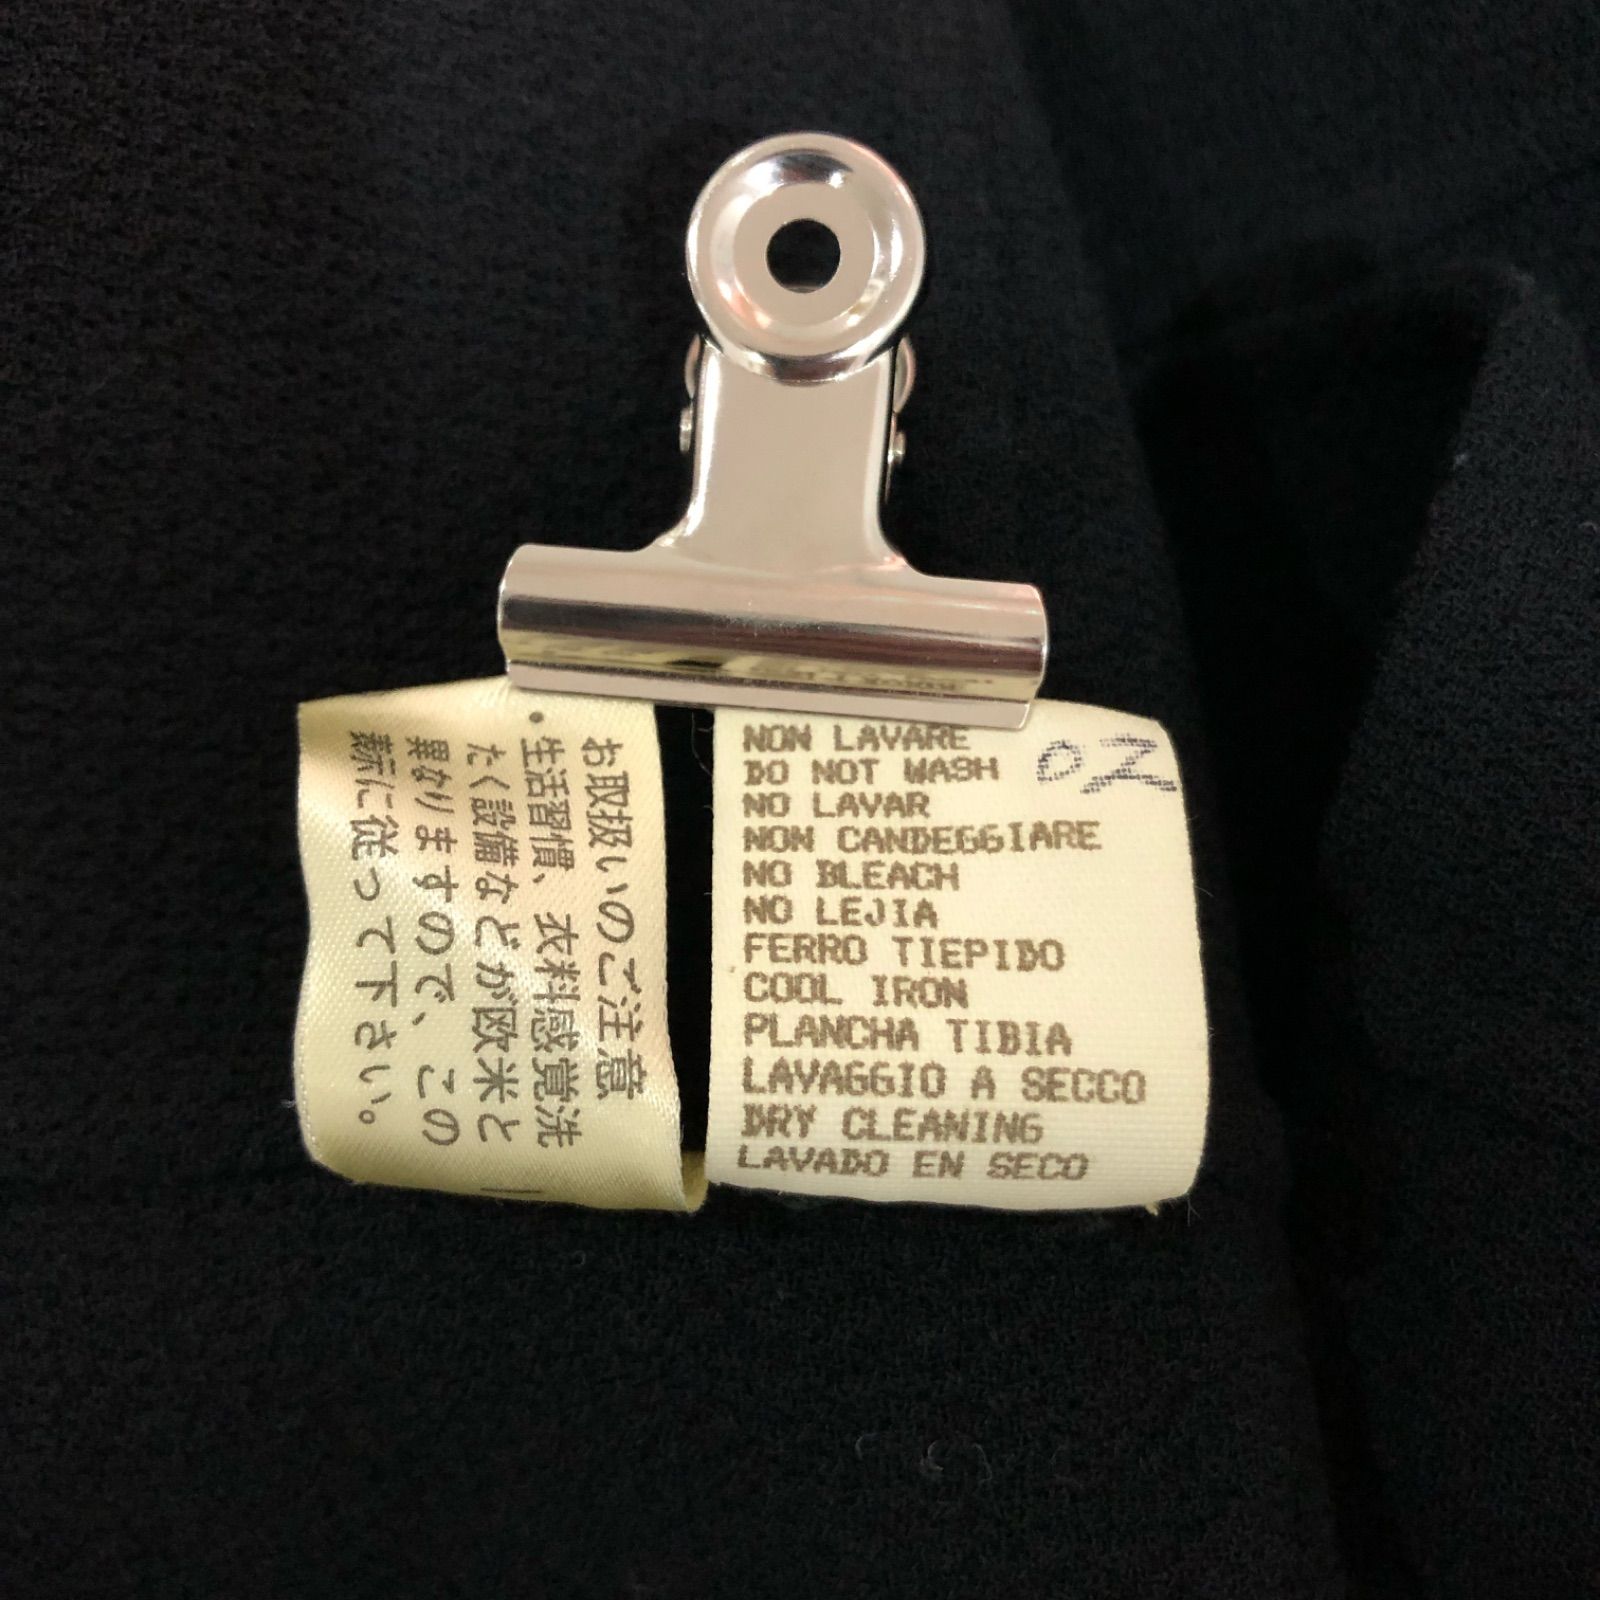 お取扱いのご注意
・生活習慣、衣料感覚洗
たく設備などが欧米と
異なりますので、この
表示に従って下さい。
NON LAVARE
DO NOT WASH
NO LAVAR
NON CANDEGGIARE
NO BLEACH
NO LEJIA
FERRO TIEPIDO
COOL IRON
PLANCHA TIBIA
LAVAGGIO A SECCO
DRY CLEANING
LAVADO EN SECO
02